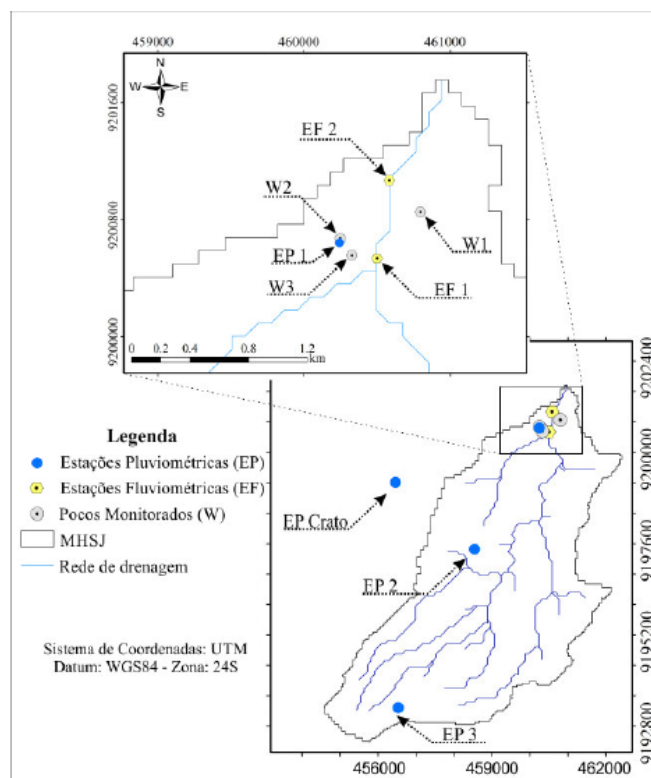 459000 460000 461000
N
W E
S
9201600
EF 2
W2
9200800
EP 1
W1
W3
EF 1
9200000
0 0.2 0.4 0.8 1.2
km
9202400
Legenda
Estações Pluviométricas (EP)
Estações Fluviométricas (EF)
Pocos Monitorados (W)
MHSJ
Rede de drenagem
Sistema de Coordenadas: UTM
Datum: WGS84 - Zona: 24S
9200000
EP Crato
9197600
EP 2
9195200
EP 3
9192800
456000 459000 462000